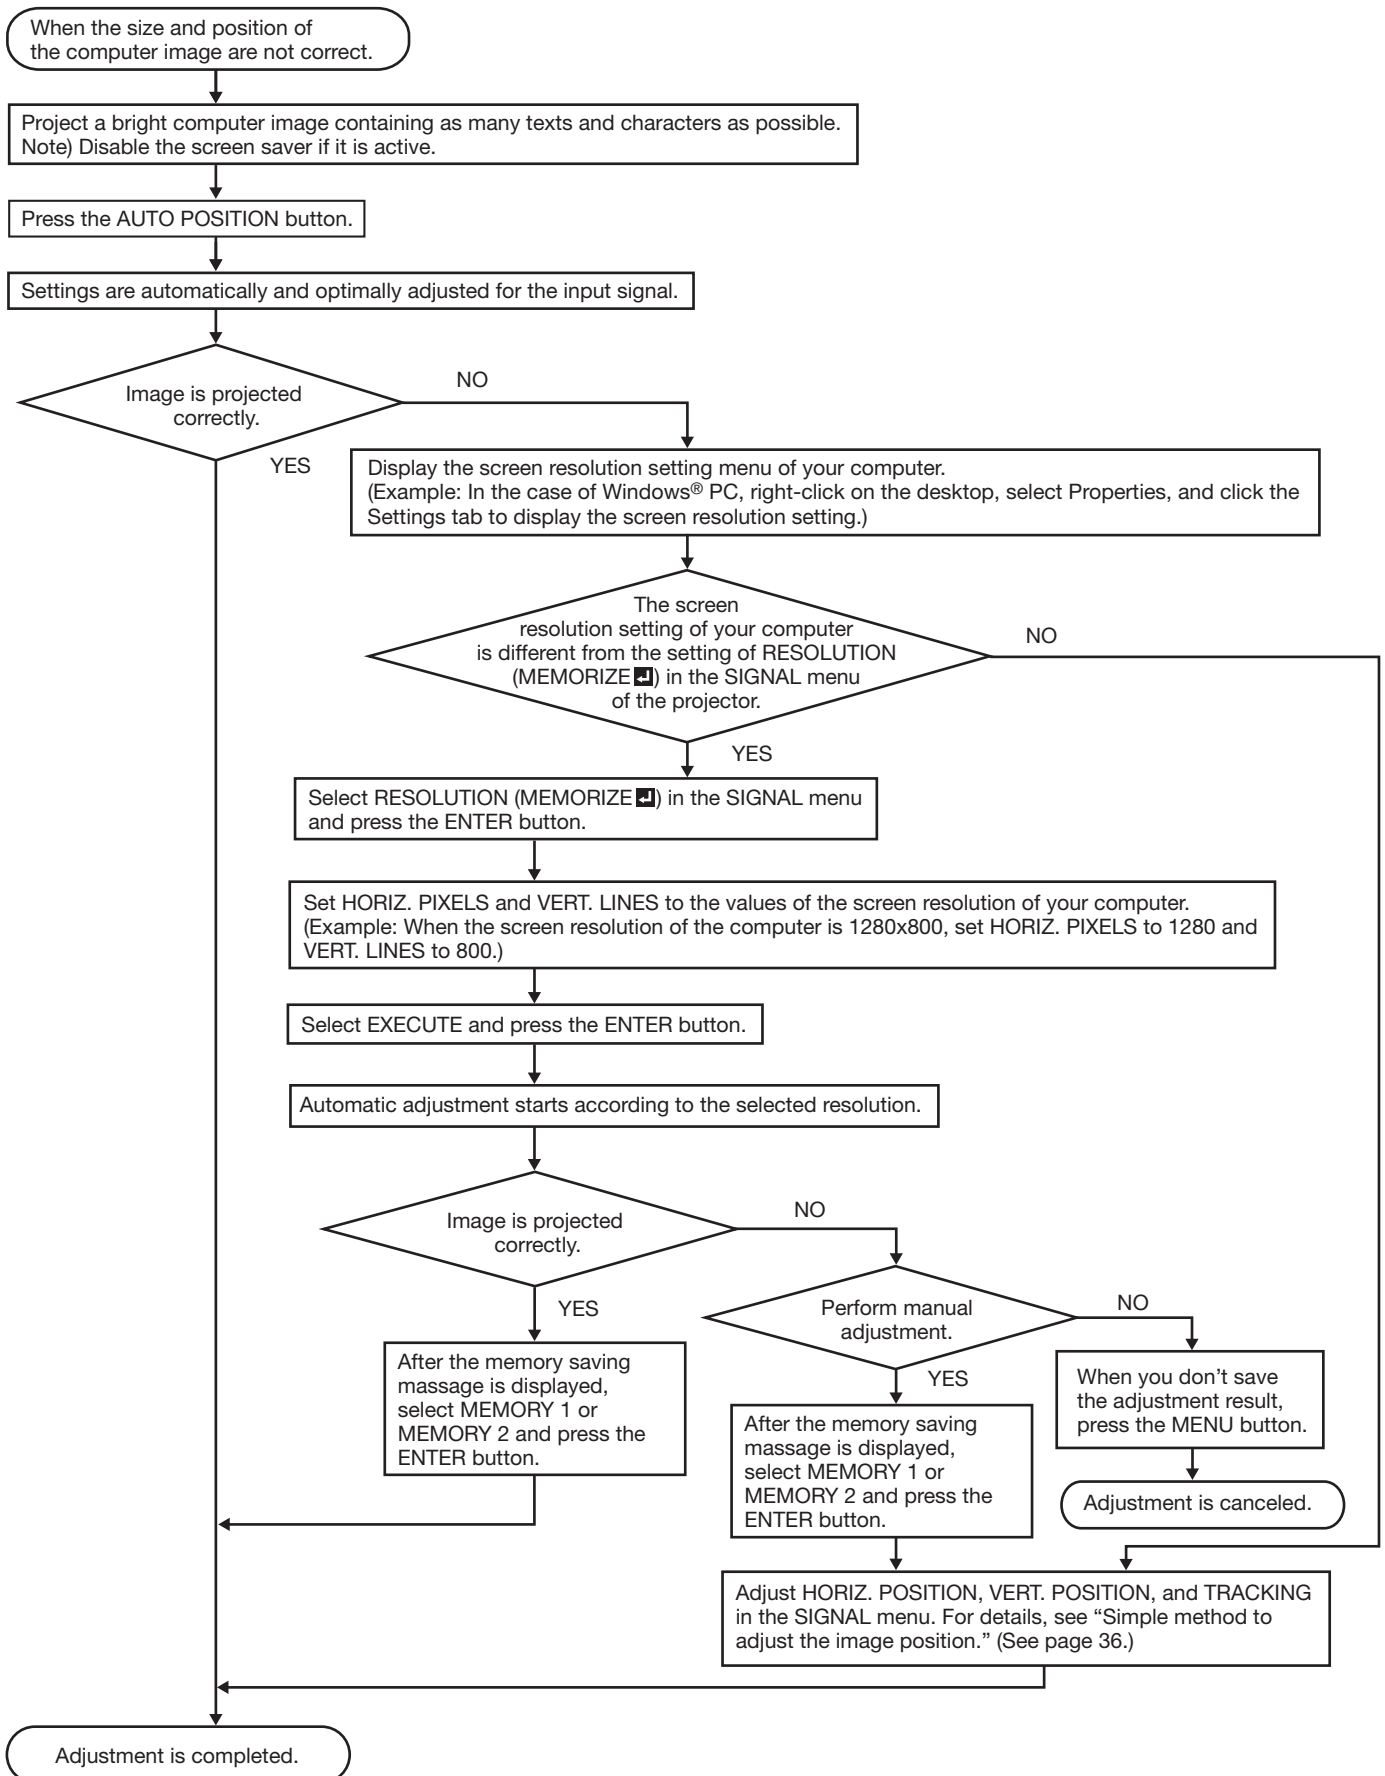 When the size and position of
the computer image are not correct.
Project a bright computer image containing as many texts and characters as possible.
Note) Disable the screen saver if it is active.
Press the AUTO POSITION button.
Settings are automatically and optimally adjusted for the input signal.
Image is projected
correctly.
NO
YES
Display the screen resolution setting menu of your computer.
(Example: In the case of Windows® PC, right-click on the desktop, select Properties, and click the
Settings tab to display the screen resolution setting.)
The screen
resolution setting of your computer
is different from the setting of RESOLUTION
(MEMORIZE↵) in the SIGNAL menu
of the projector.
NO
YES
Select RESOLUTION (MEMORIZE↵) in the SIGNAL menu
and press the ENTER button.
Set HORIZ. PIXELS and VERT. LINES to the values of the screen resolution of your computer.
(Example: When the screen resolution of the computer is 1280x800, set HORIZ. PIXELS to 1280 and
VERT. LINES to 800.)
Select EXECUTE and press the ENTER button.
Automatic adjustment starts according to the selected resolution.
Image is projected
correctly.
NO
YES
Perform manual
adjustment.
NO
YES
After the memory saving
massage is displayed,
select MEMORY 1 or
MEMORY 2 and press the
ENTER button.
After the memory saving
massage is displayed,
select MEMORY 1 or
MEMORY 2 and press the
ENTER button.
When you don't save
the adjustment result,
press the MENU button.
Adjustment is canceled.
Adjust HORIZ. POSITION, VERT. POSITION, and TRACKING
in the SIGNAL menu. For details, see “Simple method to
adjust the image position.” (See page 36.)
Adjustment is completed.